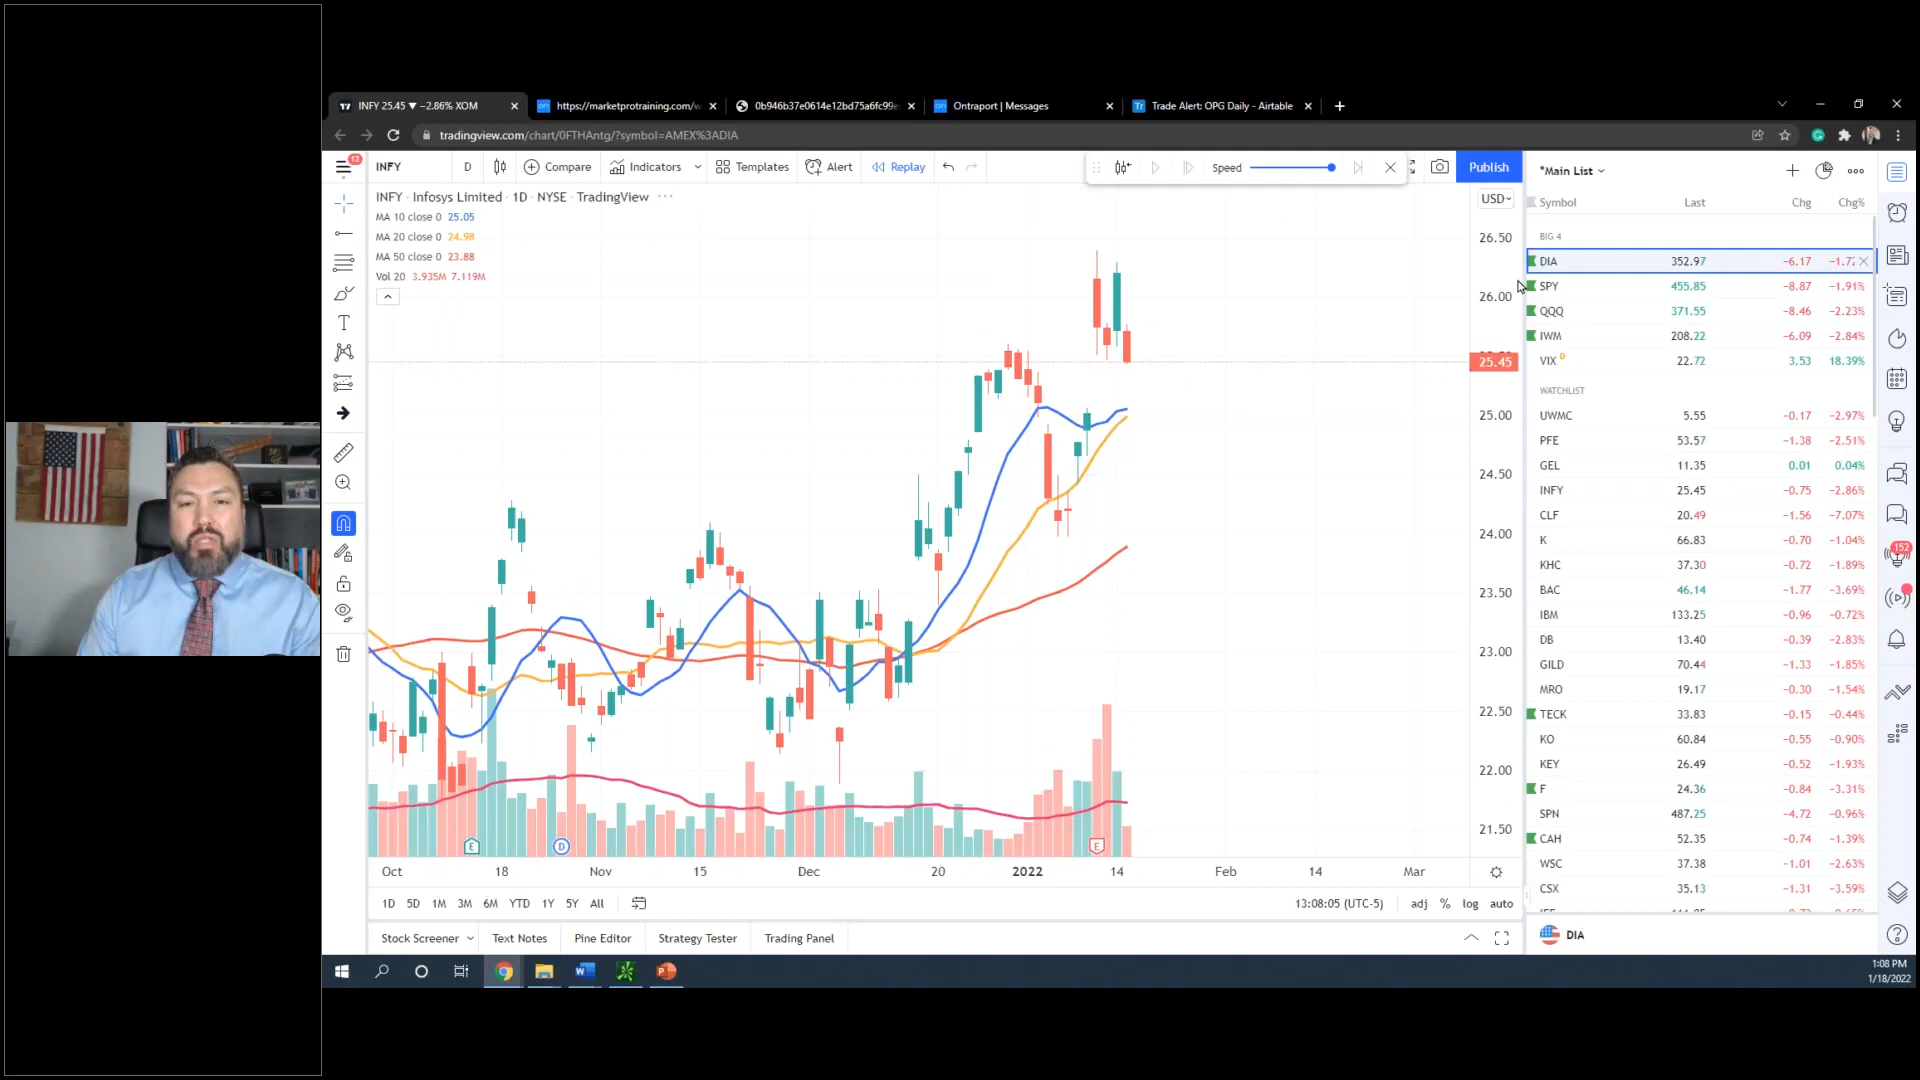 INFY 25.45 ▼ −2.86% XOM
https://marketprotraining.com/w
0b946b37e0614e12bd75a6fc99e
Ontraport | Messages
Trade Alert: OPG Daily - Airtable
tradingview.com/chart/0FTHAntg/?symbol=AMEX%3ADIA
12
INFY D Compare Indicators Templates Alert Replay Speed Publish
INFY · Infosys Limited · 1D · NYSE · TradingView
MA 10 close 0 25.05
MA 20 close 0 24.98
MA 50 close 0 23.88
Vol 20 3.935M 7.119M
USD
26.50
26.00
25.45
25.00
24.50
24.00
23.50
23.00
22.50
22.00
21.50
E D E
Oct 18 Nov 15 Dec 20 2022 14 Feb 14 Mar
1D 5D 1M 3M 6M YTD 1Y 5Y All
13:08:05 (UTC-5) adj % log auto
Stock Screener Text Notes Pine Editor Strategy Tester Trading Panel
*Main List
Symbol Last Chg Chg%
BIG 4
DIA 352.97 −6.17 −1.72
SPY 455.85 −8.87 −1.91%
QQQ 371.55 −8.46 −2.23%
IWM 208.22 −6.09 −2.84%
VIX D 22.72 3.53 18.39%
WATCHLIST
UWMC 5.55 −0.17 −2.97%
PFE 53.57 −1.38 −2.51%
GEL 11.35 0.01 0.04%
INFY 25.45 −0.75 −2.86%
CLF 20.49 −1.56 −7.07%
K 66.83 −0.70 −1.04%
KHC 37.30 −0.72 −1.89%
BAC 46.14 −1.77 −3.69%
IBM 133.25 −0.96 −0.72%
DB 13.40 −0.39 −2.83%
GILD 70.44 −1.33 −1.85%
MRO 19.17 −0.30 −1.54%
TECK 33.83 −0.15 −0.44%
KO 60.84 −0.55 −0.90%
KEY 26.49 −0.52 −1.93%
F 24.36 −0.84 −3.31%
SPN 487.25 −4.72 −0.96%
CAH 52.35 −0.74 −1.39%
WSC 37.38 −1.01 −2.63%
CSX 35.13 −1.31 −3.59%
DIA
152
1:08 PM
1/18/2022